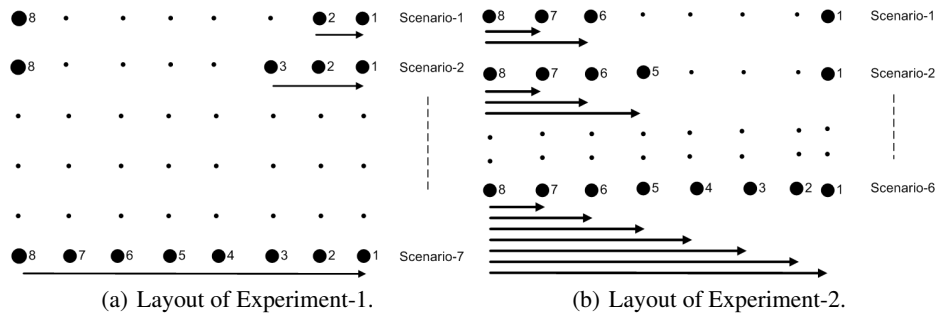 8 2 1 Scenario-1
8 3 2 1 Scenario-2
8 7 6 5 4 3 2 1 Scenario-7
(a) Layout of Experiment-1.
8 7 6 1 Scenario-1
8 7 6 5 1 Scenario-2
8 7 6 5 4 3 2 1 Scenario-6
(b) Layout of Experiment-2.